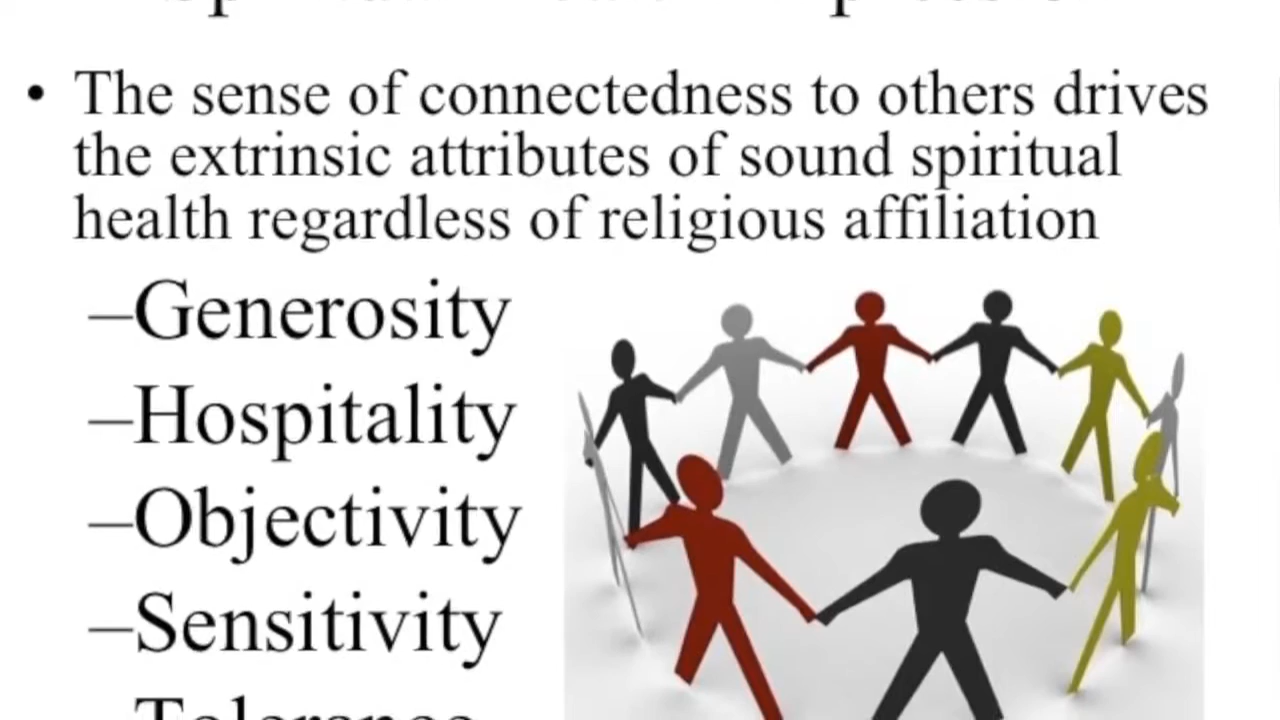 • The sense of connectedness to others drives
the extrinsic attributes of sound spiritual
health regardless of religious affiliation
–Generosity
–Hospitality
–Objectivity
–Sensitivity
Tolerance